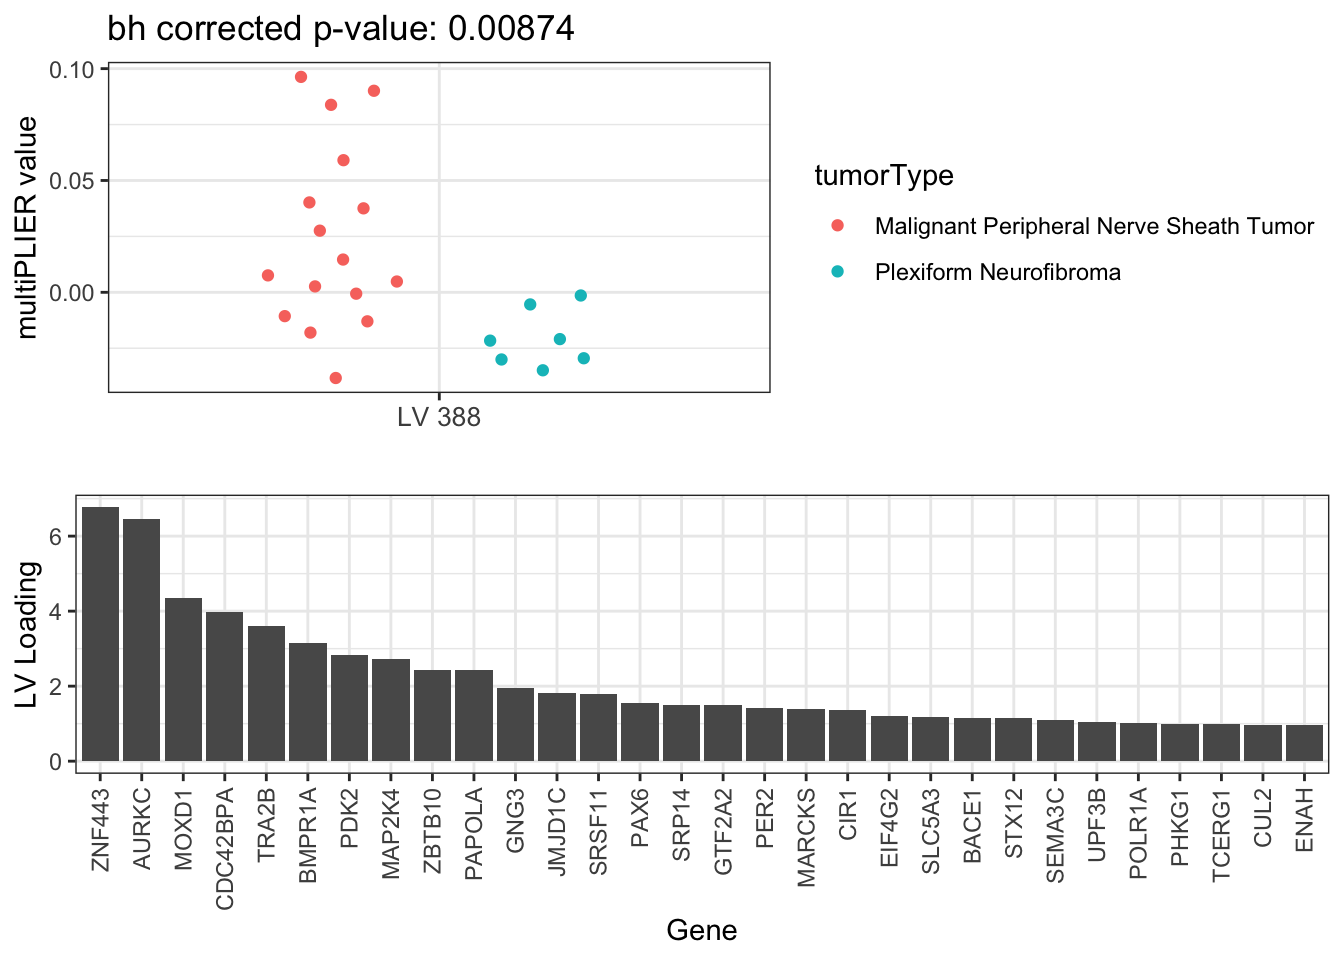 bh corrected p-value: 0.00874
multiPLIER value
0.10
0.05
0.00
LV 388
tumorType
Malignant Peripheral Nerve Sheath Tumor
Plexiform Neurofibroma
LV Loading
6
4
2
0
ZNF443
AURKC
MOXD1
CDC42BPA
TRA2B
BMPR1A
PDK2
MAP2K4
ZBTB10
PAPOLA
GNG3
JMJD1C
SRSF11
PAX6
SRP14
GTF2A2
PER2
MARCKS
CIR1
EIF4G2
SLC5A3
BACE1
STX12
SEMA3C
UPF3B
POLR1A
PHKG1
TCERG1
CUL2
ENAH
Gene